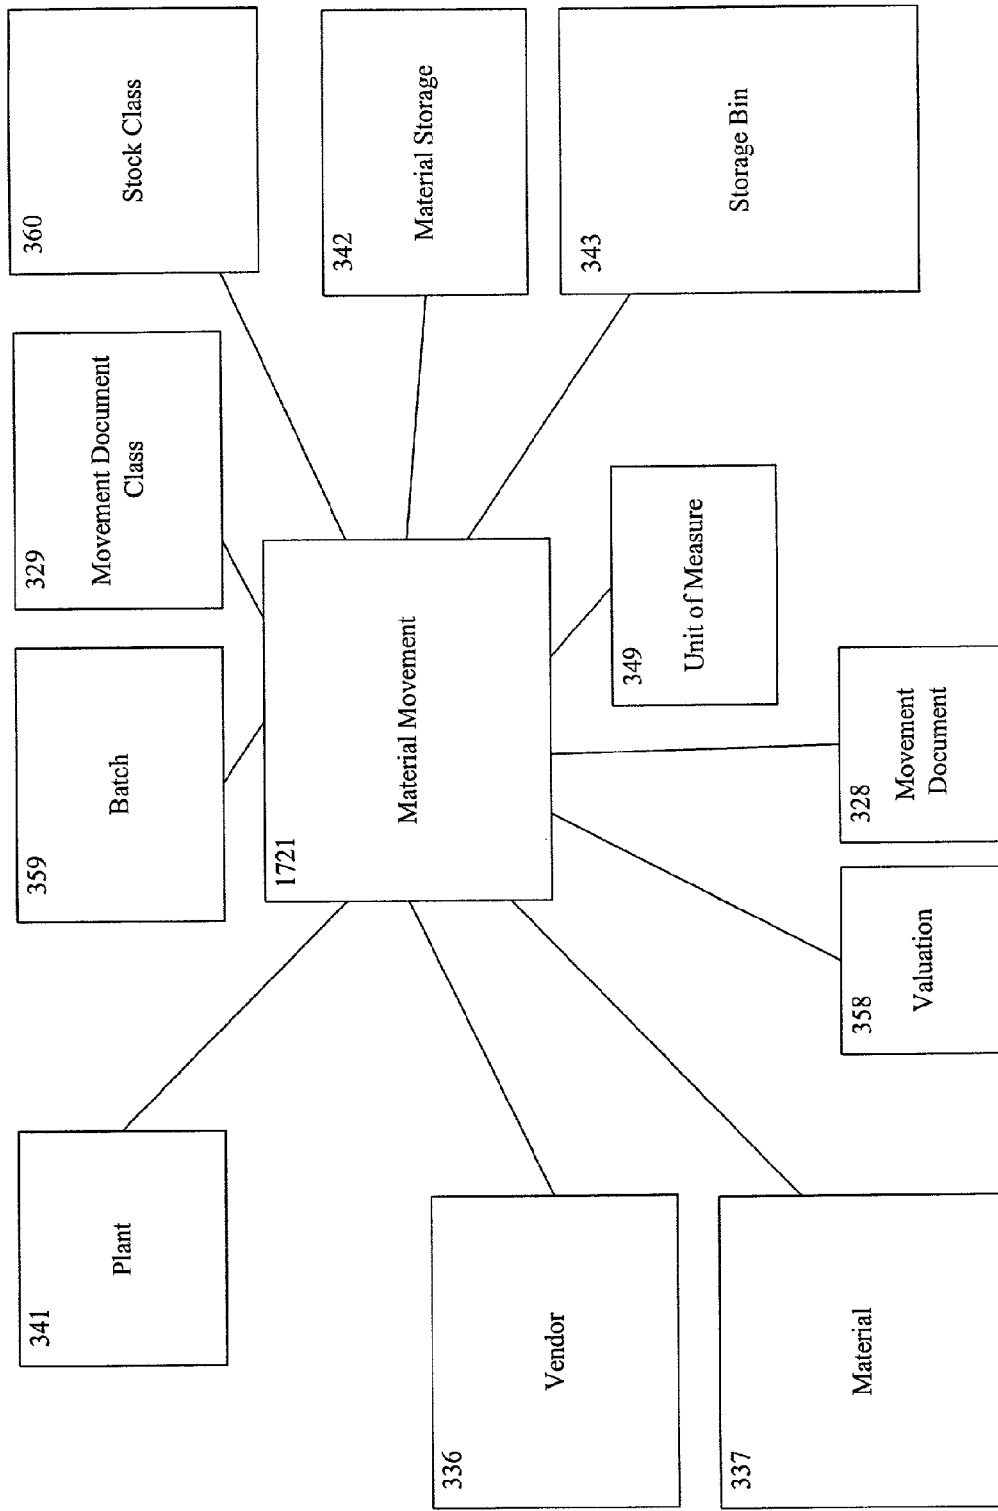 341
Plant
359
Batch
329
Movement Document
Class
360
Stock Class
336
Vendor
1721
Material Movement
342
Material Storage
337
Material
358
Valuation
328
Movement
Document
349
Unit of Measure
343
Storage Bin